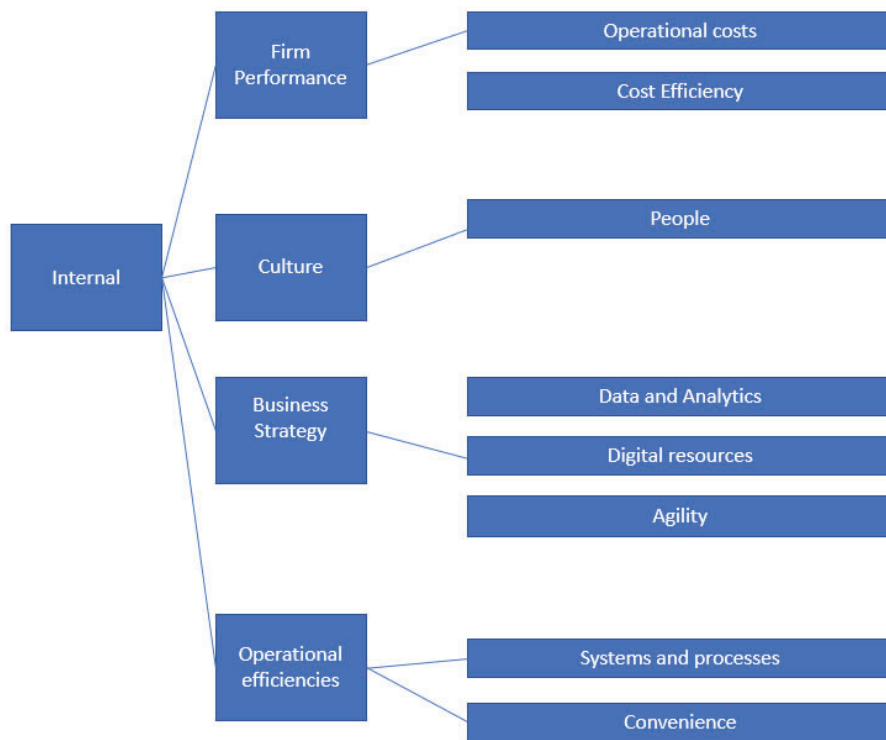 Internal
Firm
Performance
Operational costs
Cost Efficiency
Culture
People
Business
Strategy
Data and Analytics
Digital resources
Agility
Operational
efficiencies
Systems and processes
Convenience